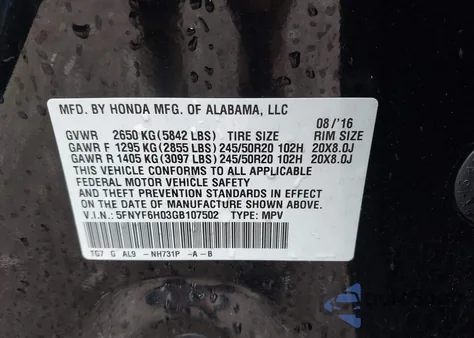 MFD. BY HONDA MFG. OF ALABAMA, LLC 08/'16
GVWR 2650 KG (5842 LBS) TIRE SIZE RIM SIZE
GAWR F 1295 KG (2855 LBS) 245/50R20 102H 20X8.0J
GAWR R 1405 KG (3097 LBS) 245/50R20 102H 20X8.0J
THIS VEHICLE CONFORMS TO ALL APPLICABLE
FEDERAL MOTOR VEHICLE SAFETY
AND THEFT PREVENTION STANDARDS IN EFFECT
ON THE DATE OF MANUFACTURE SHOWN ABOVE.
V.I.N.: 5FNYF6H03GB107502 TYPE: MPV
TG7 G AL9 -NH731P -A-B